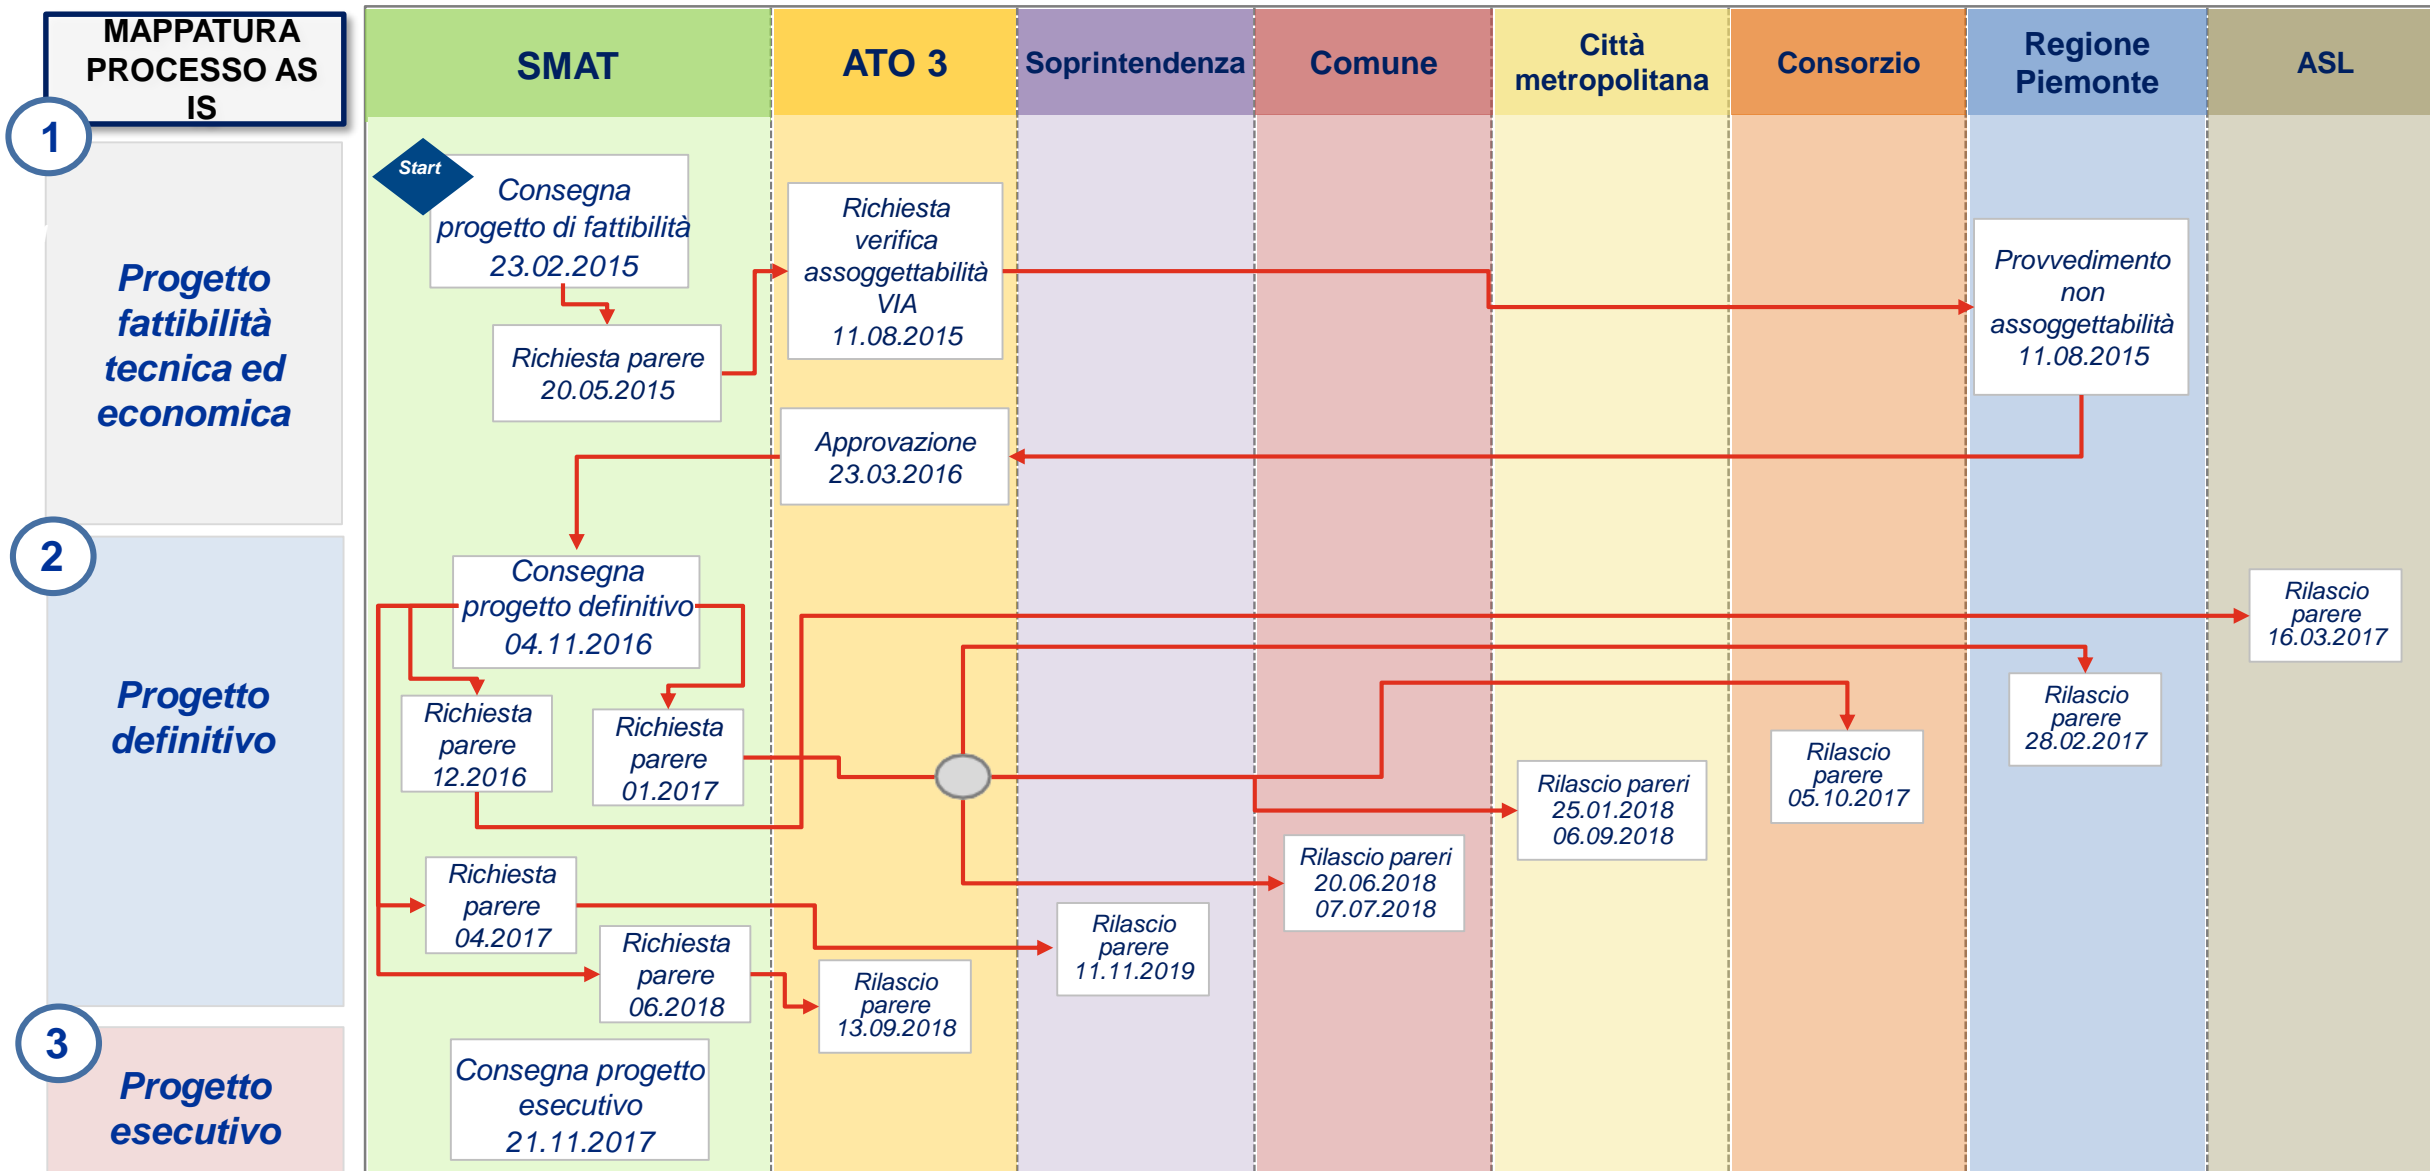 MAPPATURA
PROCESSO AS
IS
SMAT
ATO 3
Soprintendenza
Comune
Città
metropolitana
Consorzio
Regione
Piemonte
ASL
1
Progetto
fattibilità
tecnica ed
economica
Start
Consegna
progetto di fattibilità
23.02.2015
Richiesta parere
20.05.2015
Richiesta
verifica
assoggettabilità
VIA
11.08.2015
Provvedimento
non
assoggettabilità
11.08.2015
Approvazione
23.03.2016
2
Progetto
definitivo
Consegna
progetto definitivo
04.11.2016
Richiesta
parere
12.2016
Richiesta
parere
01.2017
Rilascio
parere
16.03.2017
Rilascio
parere
28.02.2017
Rilascio
parere
05.10.2017
Rilascio pareri
25.01.2018
06.09.2018
Rilascio pareri
20.06.2018
07.07.2018
Richiesta
parere
04.2017
Rilascio
parere
11.11.2019
Richiesta
parere
06.2018
Rilascio
parere
13.09.2018
3
Progetto
esecutivo
Consegna progetto
esecutivo
21.11.2017